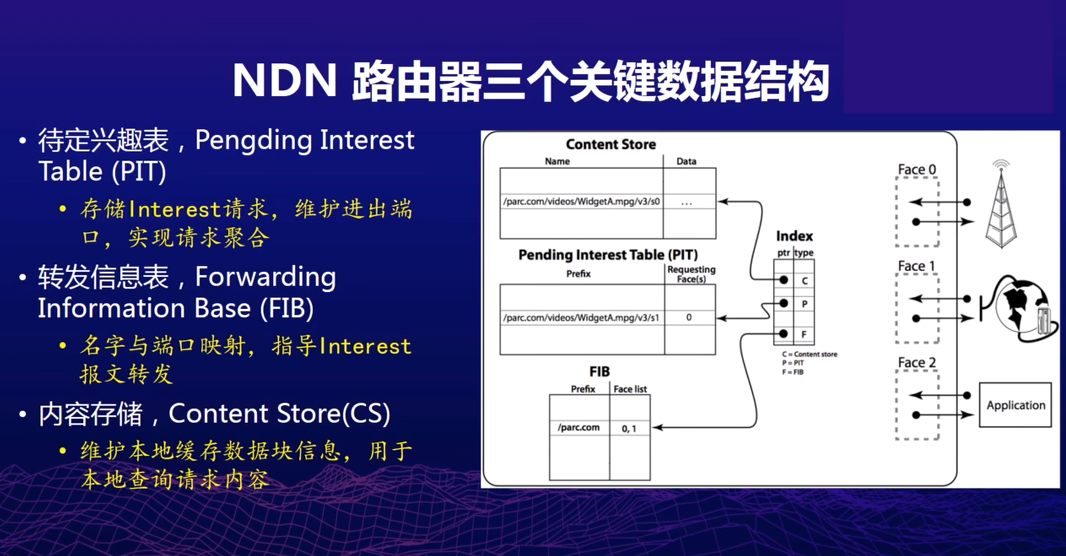 NDN 路由器三个关键数据结构
• 待定兴趣表，Pengding Interest
Table (PIT)
• 存储Interest请求，维护进出端
口，实现请求聚合
• 转发信息表，Forwarding
Information Base (FIB)
• 名字与端口映射，指导Interest
报文转发
• 内容存储，Content Store(CS)
• 维护本地缓存数据块信息，用于
本地查询请求内容
Content Store
Name Data
/parc.com/videos/WidgetA.mpg/v3/s0 ...
Pending Interest Table (PIT)
Prefix Requesting
Face(s)
/parc.com/videos/WidgetA.mpg/v3/s1 0
FIB
Prefix Face list
/parc.com 0, 1
Index
ptr type
C
P
F
C = Content store
P = PIT
F = FIB
Face 0
Face 1
Face 2
Application